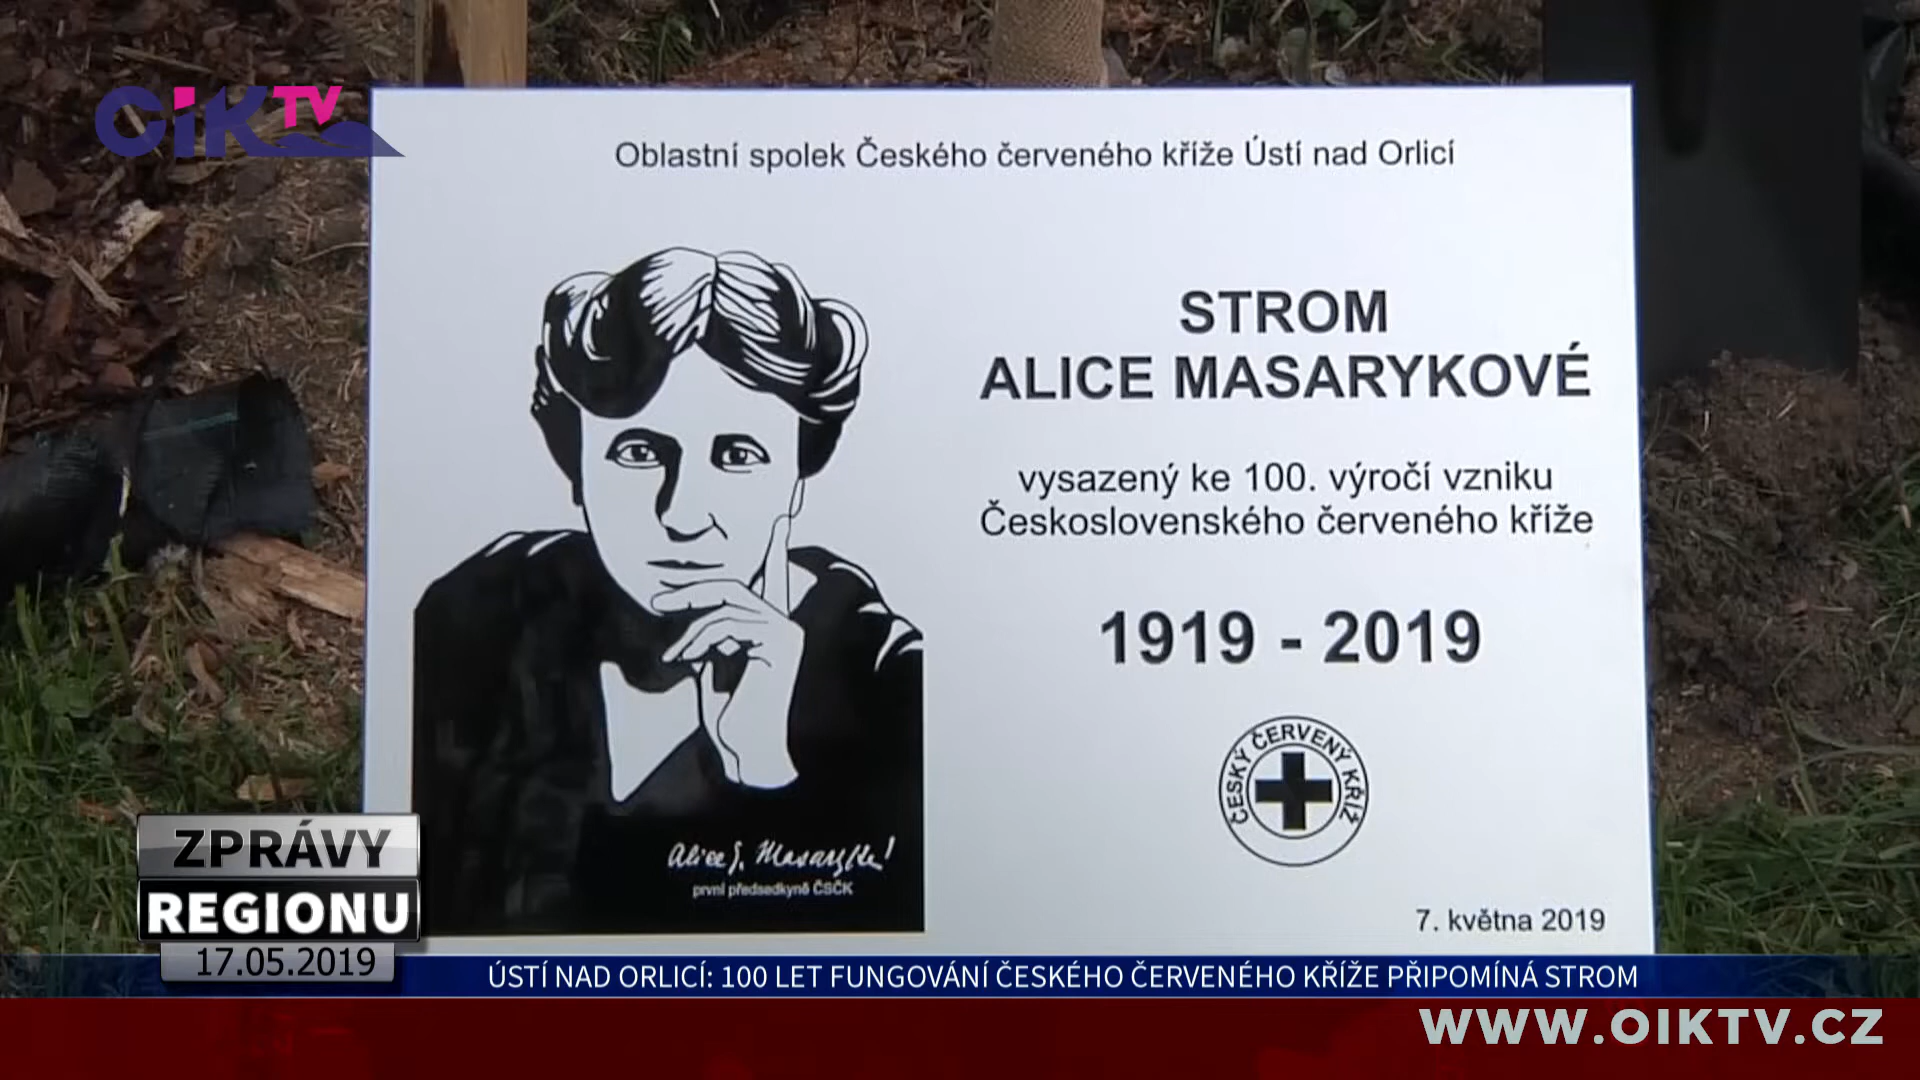 OIK TV
Oblastní spolek Českého červeného kříže Ústí nad Orlicí
STROM
ALICE MASARYKOVÉ
vysazený ke 100. výročí vzniku
Československého červeného kříže
1919 - 2019
ČESKÝ ČERVENÝ KŘÍŽ
Alice G. Masaryková
první předsedkyně ČSČK
7. května 2019
ZPRÁVY
REGIONU
17.05.2019
ÚSTÍ NAD ORLICÍ: 100 LET FUNGOVÁNÍ ČESKÉHO ČERVENÉHO KŘÍŽE PŘIPOMÍNÁ STROM
WWW.OIKTV.CZ